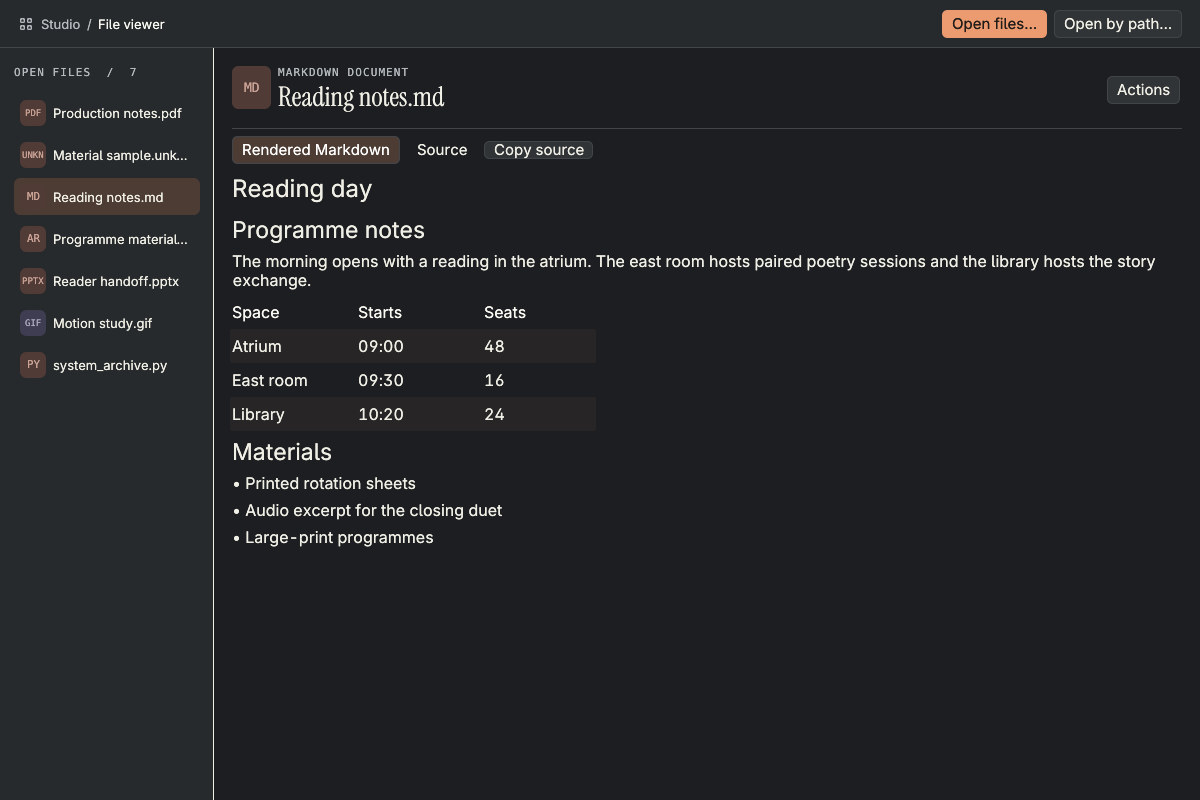 Studio / File viewer
Open files...
Open by path...
OPEN FILES / 7
PDF Production notes.pdf
UNKN Material sample.unk...
MD Reading notes.md
AR Programme material...
PPTX Reader handoff.pptx
GIF Motion study.gif
PY system_archive.py
MD
MARKDOWN DOCUMENT
Reading notes.md
Actions
Rendered Markdown Source Copy source
Reading day
Programme notes
The morning opens with a reading in the atrium. The east room hosts paired poetry sessions and the library hosts the story
exchange.
Space Starts Seats
Atrium 09:00 48
East room 09:30 16
Library 10:20 24
Materials
• Printed rotation sheets
• Audio excerpt for the closing duet
• Large-print programmes